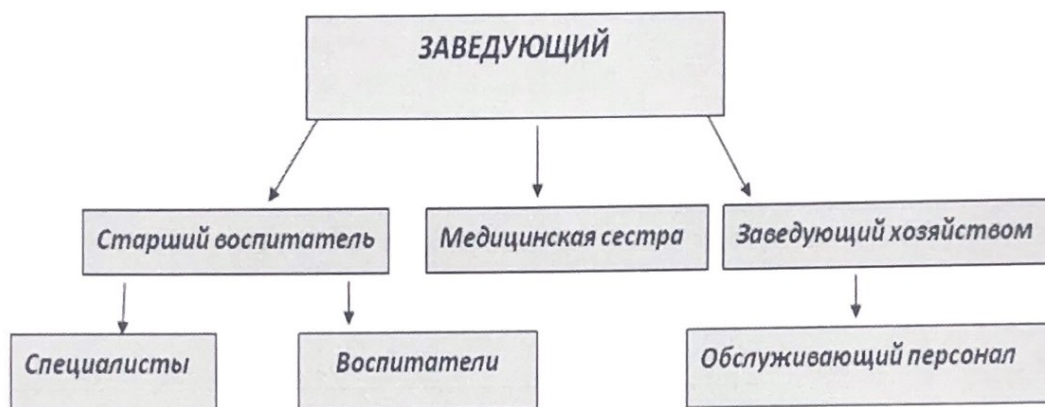 ЗАВЕДУЮЩИЙ
Старший воспитатель
Медицинская сестра
Заведующий хозяйством
Специалисты
Воспитатели
Обслуживающий персонал